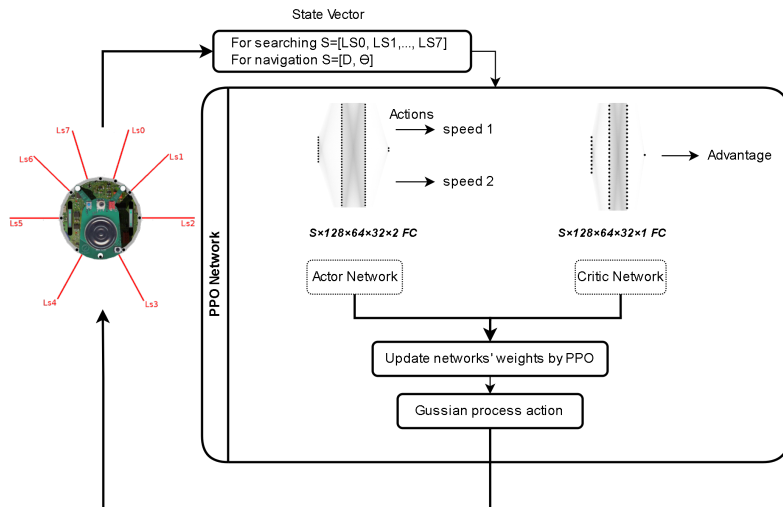 State Vector
For searching S=[LS0, LS1,..., LS7]
For navigation S=[D, Ө]
Ls7
Ls0
Ls6
Ls1
Ls5
Ls2
Ls4
Ls3
PPO Network
Actions
speed 1
speed 2
Advantage
S×128×64×32×2 FC
S×128×64×32×1 FC
Actor Network
Critic Network
Update networks' weights by PPO
Gussian process action